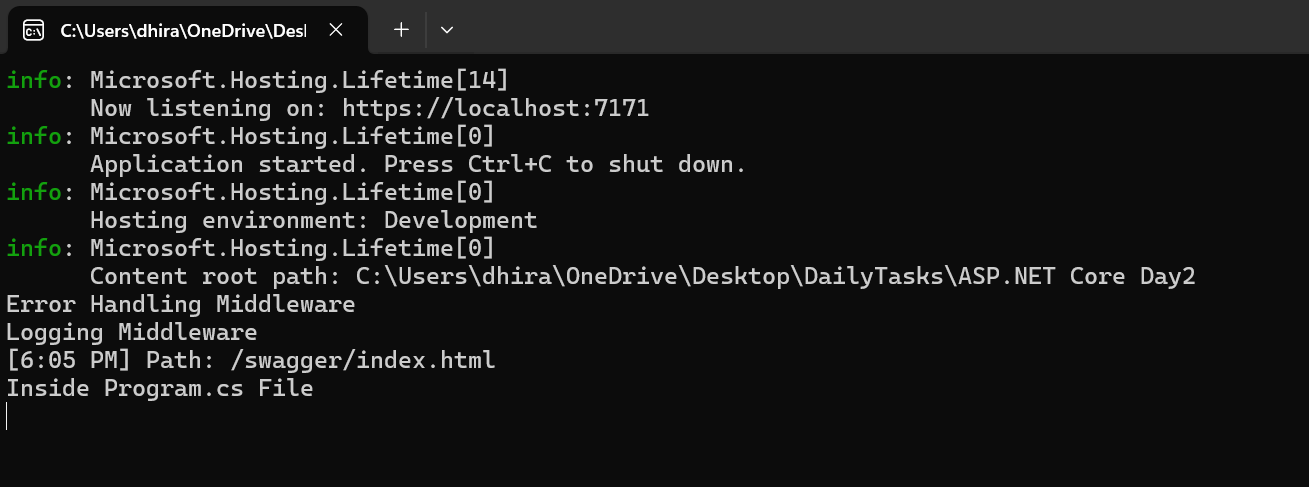 C:\Users\dhira\OneDrive\Desl
info: Microsoft.Hosting.Lifetime[14]
      Now listening on: https://localhost:7171
info: Microsoft.Hosting.Lifetime[0]
      Application started. Press Ctrl+C to shut down.
info: Microsoft.Hosting.Lifetime[0]
      Hosting environment: Development
info: Microsoft.Hosting.Lifetime[0]
      Content root path: C:\Users\dhira\OneDrive\Desktop\DailyTasks\ASP.NET Core Day2
Error Handling Middleware
Logging Middleware
[6:05 PM] Path: /swagger/index.html
Inside Program.cs File